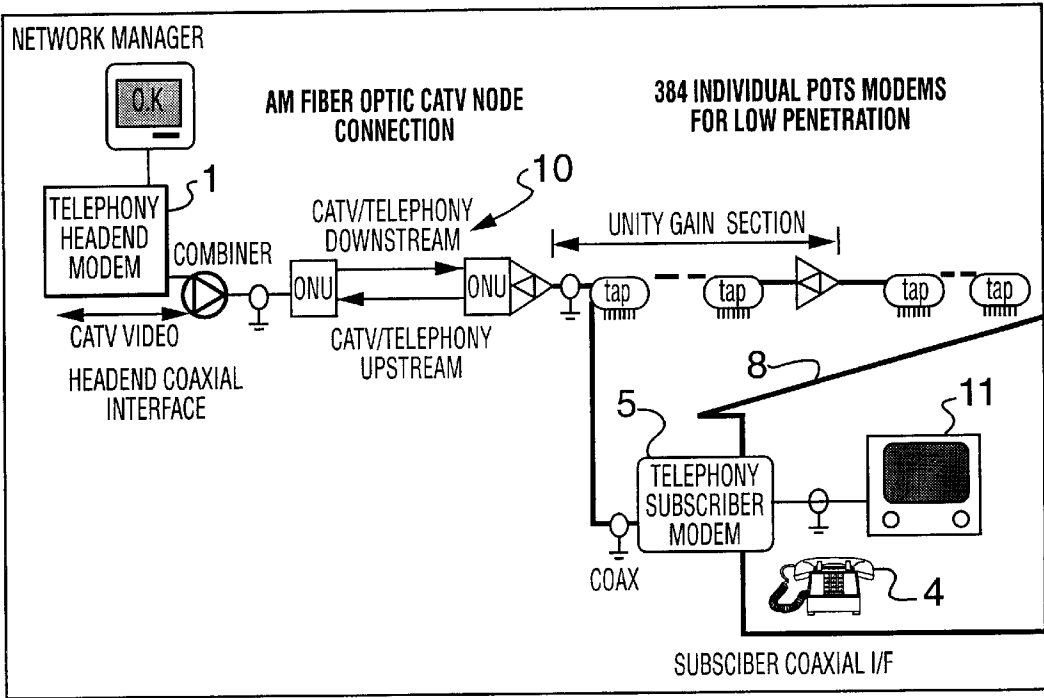 NETWORK MANAGER
O.K
AM FIBER OPTIC CATV NODE
CONNECTION
384 INDIVIDUAL POTS MODEMS
FOR LOW PENETRATION
1
TELEPHONY
HEADEND
MODEM
COMBINER
CATV/TELEPHONY
DOWNSTREAM
10
UNITY GAIN SECTION
ONU
ONU
tap
tap
tap
tap
CATV VIDEO
CATV/TELEPHONY
UPSTREAM
HEADEND COAXIAL
INTERFACE
8
5
11
TELEPHONY
SUBSCRIBER
MODEM
COAX
4
SUBSCIBER COAXIAL I/F